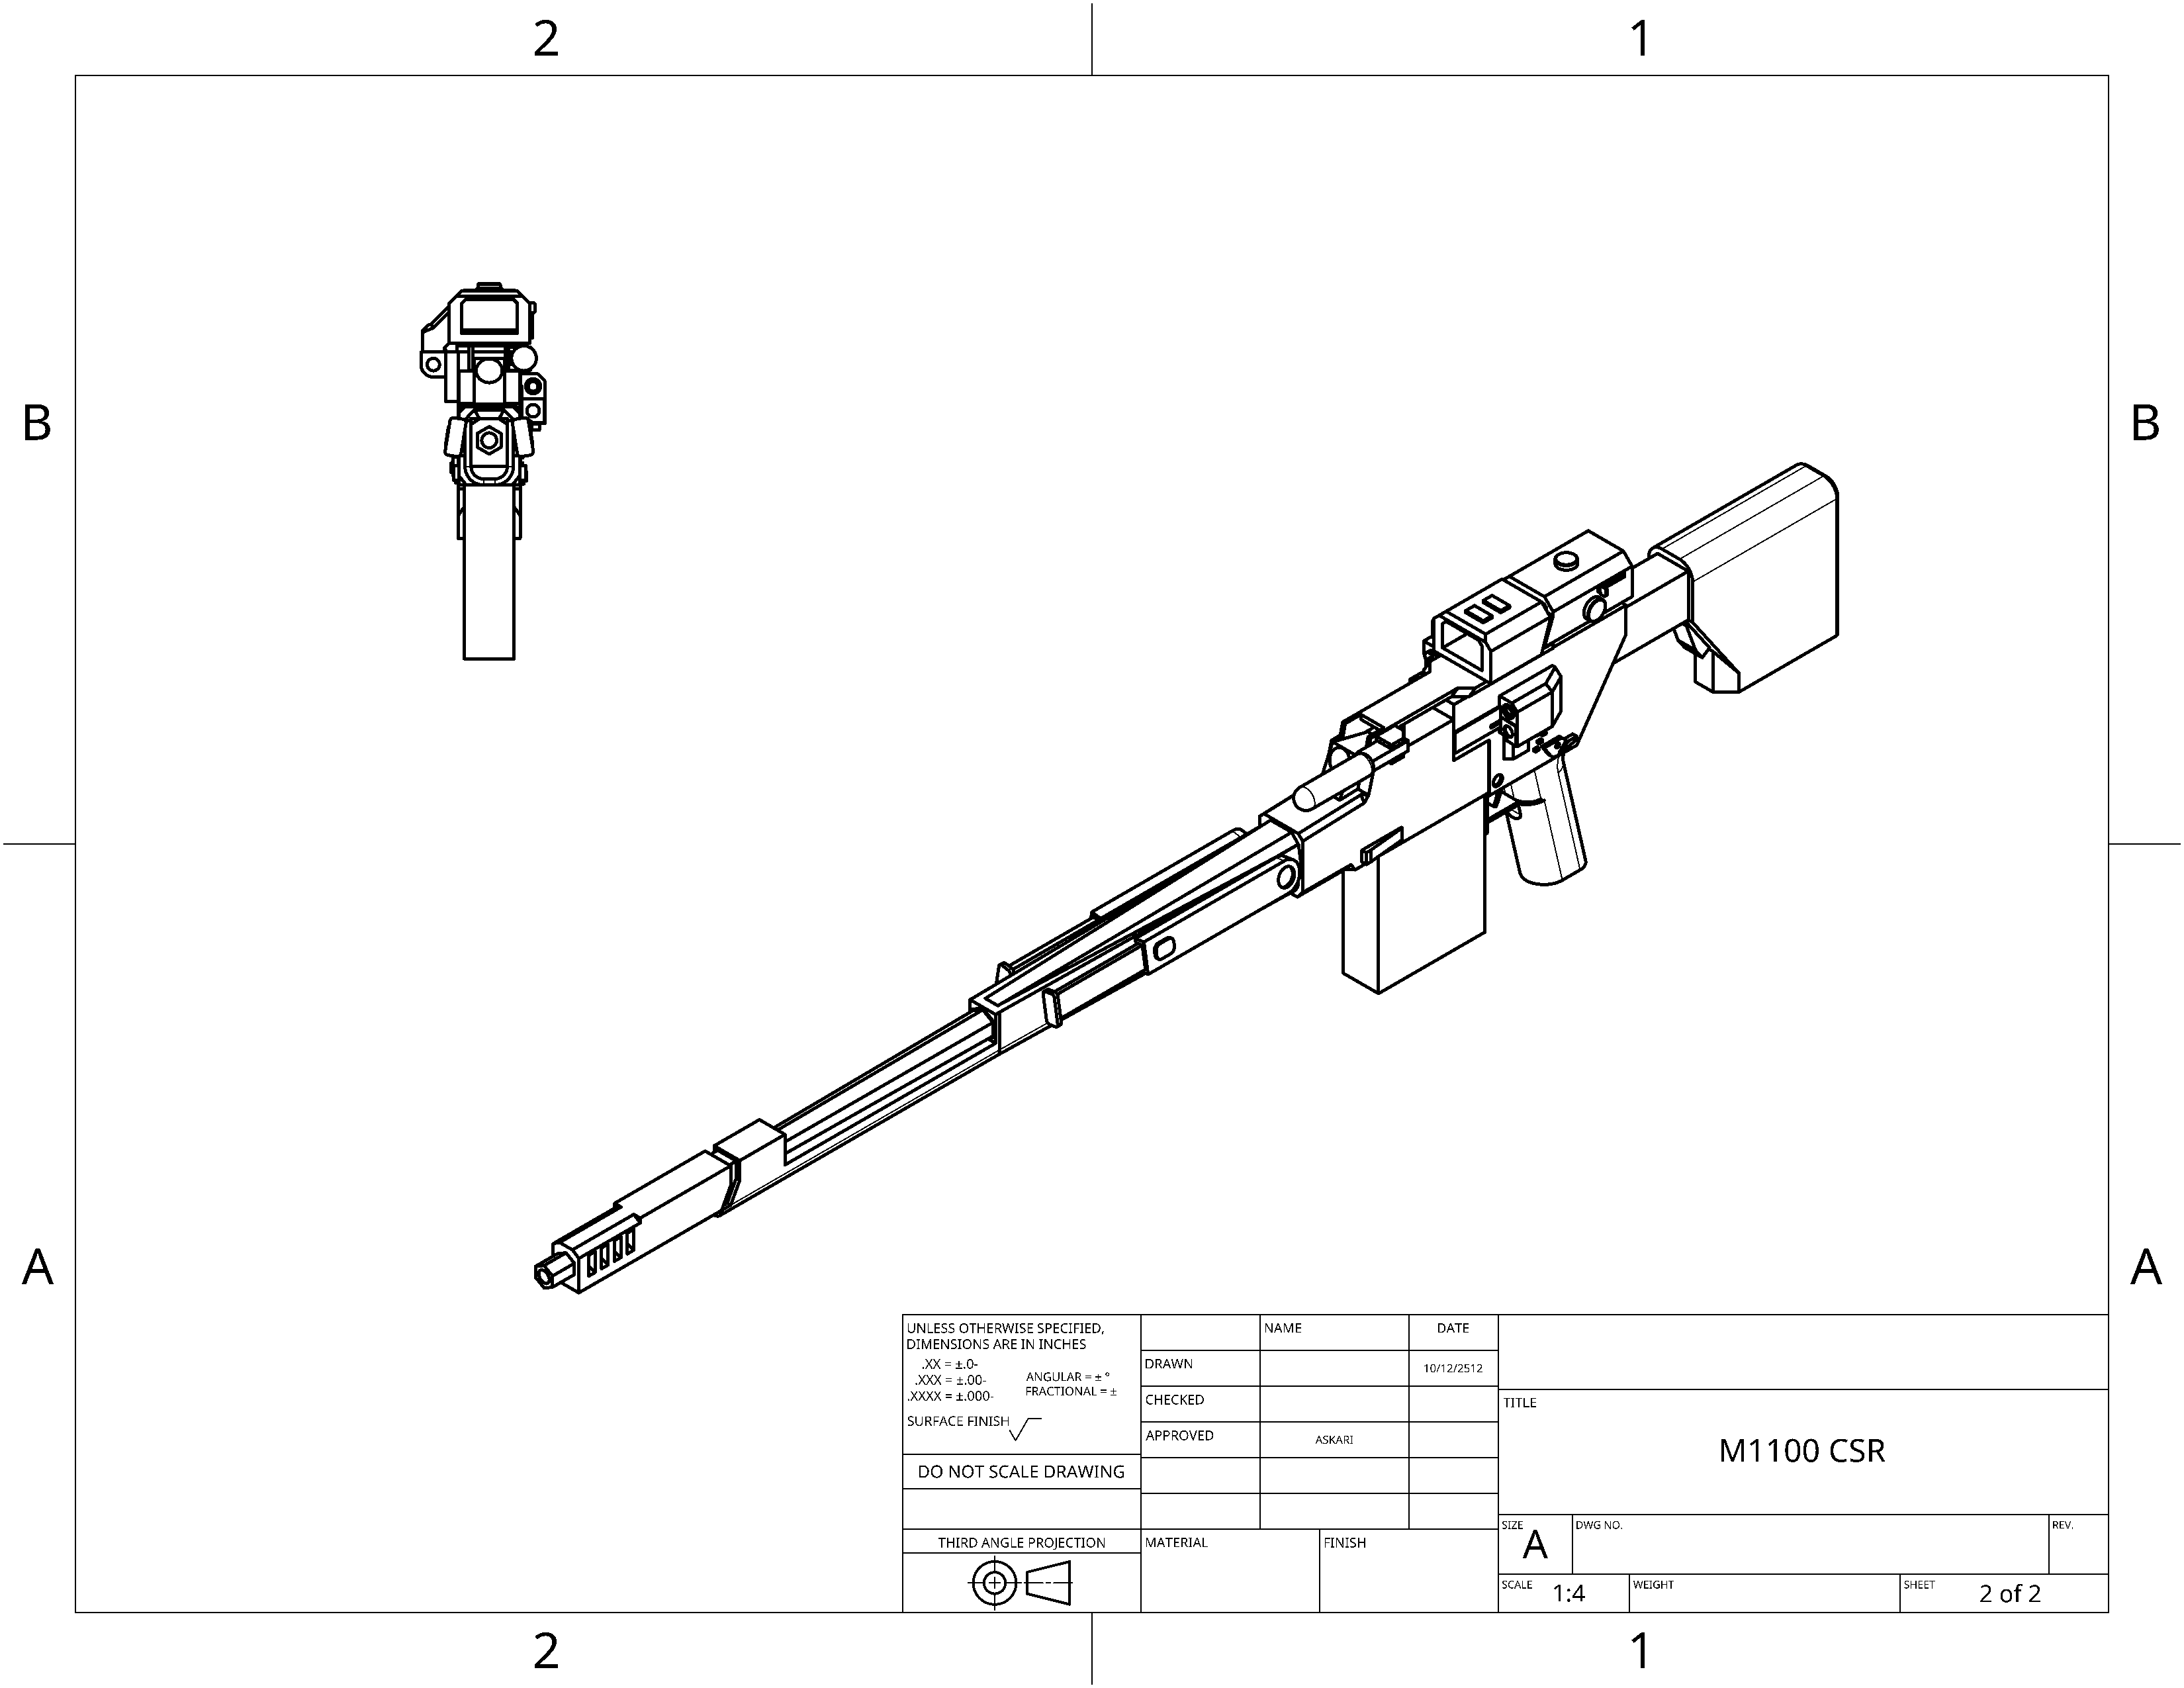 2 1
B B
A A
UNLESS OTHERWISE SPECIFIED,
DIMENSIONS ARE IN INCHES
.XX = ±.0-
.XXX = ±.00-
.XXXX = ±.000-
ANGULAR = ± °
FRACTIONAL = ±
SURFACE FINISH
DO NOT SCALE DRAWING
THIRD ANGLE PROJECTION
NAME DATE
DRAWN 10/12/2512
CHECKED
APPROVED ASKARI
MATERIAL FINISH
TITLE
M1100 CSR
SIZE DWG NO. REV.
A
SCALE 1:4 WEIGHT SHEET 2 of 2
2 1